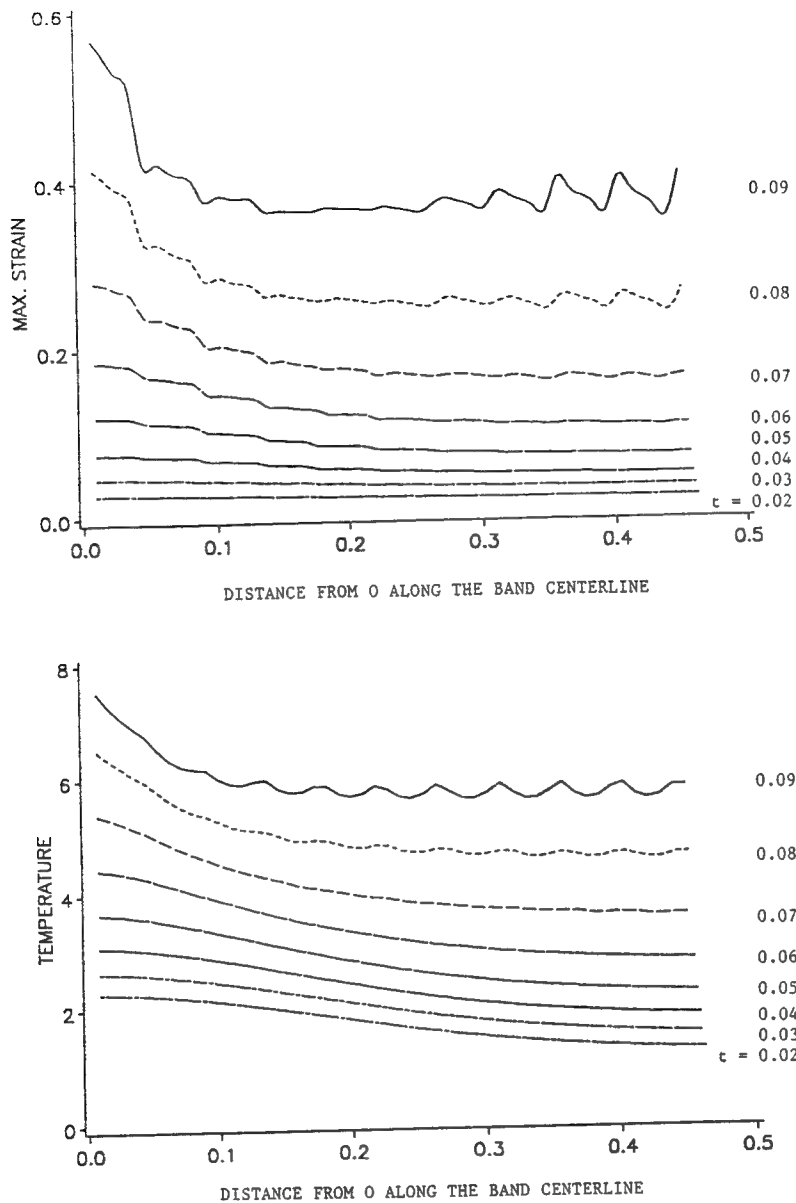 0.6
0.4
0.2
0.0
MAX. STRAIN
0.09
0.08
0.07
0.06
0.05
0.04
0.03
t = 0.02
0.0 0.1 0.2 0.3 0.4 0.5
DISTANCE FROM O ALONG THE BAND CENTERLINE
8
6
4
2
0
TEMPERATURE
0.09
0.08
0.07
0.06
0.05
0.04
0.03
t = 0.02
0.0 0.1 0.2 0.3 0.4 0.5
DISTANCE FROM O ALONG THE BAND CENTERLINE